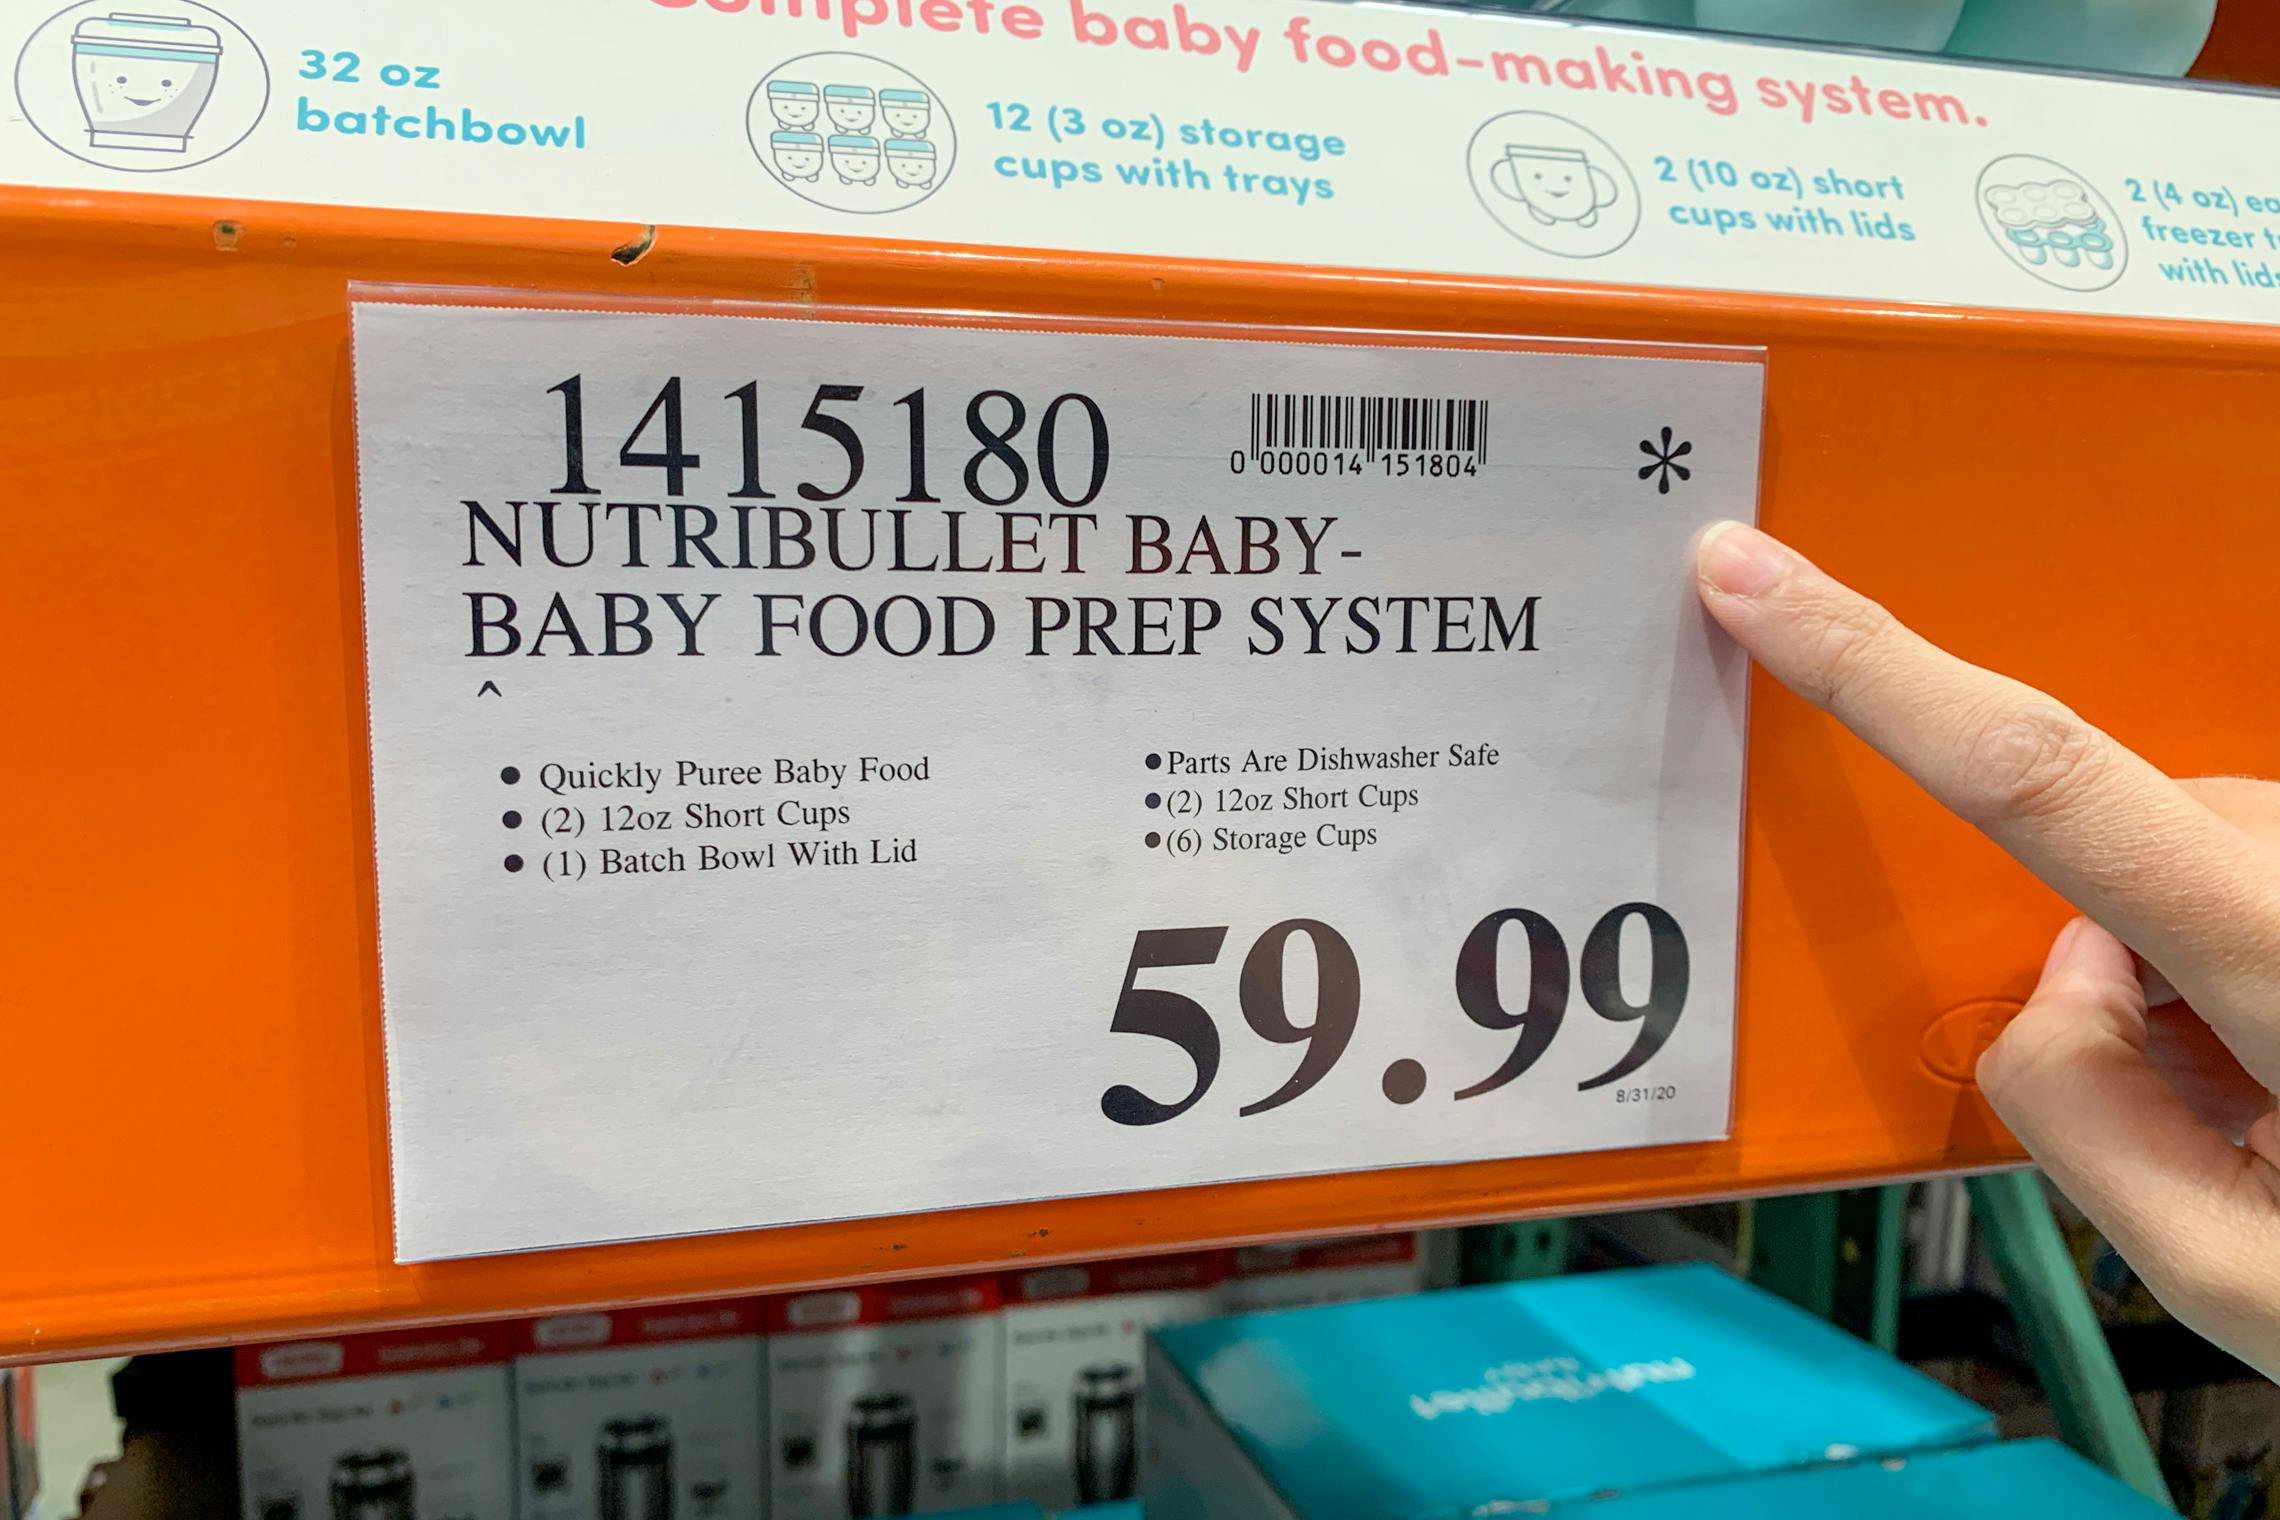 complete baby food-making system.
32 oz
batchbowl
12 (3 oz) storage
cups with trays
2 (10 oz) short
cups with lids
2 (4 oz)
freezer
with
1415180
0 000014 151804
*
NUTRIBULLET BABY-
BABY FOOD PREP SYSTEM
^
● Quickly Puree Baby Food
● (2) 12oz Short Cups
● (1) Batch Bowl With Lid
● Parts Are Dishwasher Safe
● (2) 12oz Short Cups
● (6) Storage Cups
59.99
8/31/20
nutribullet
baby